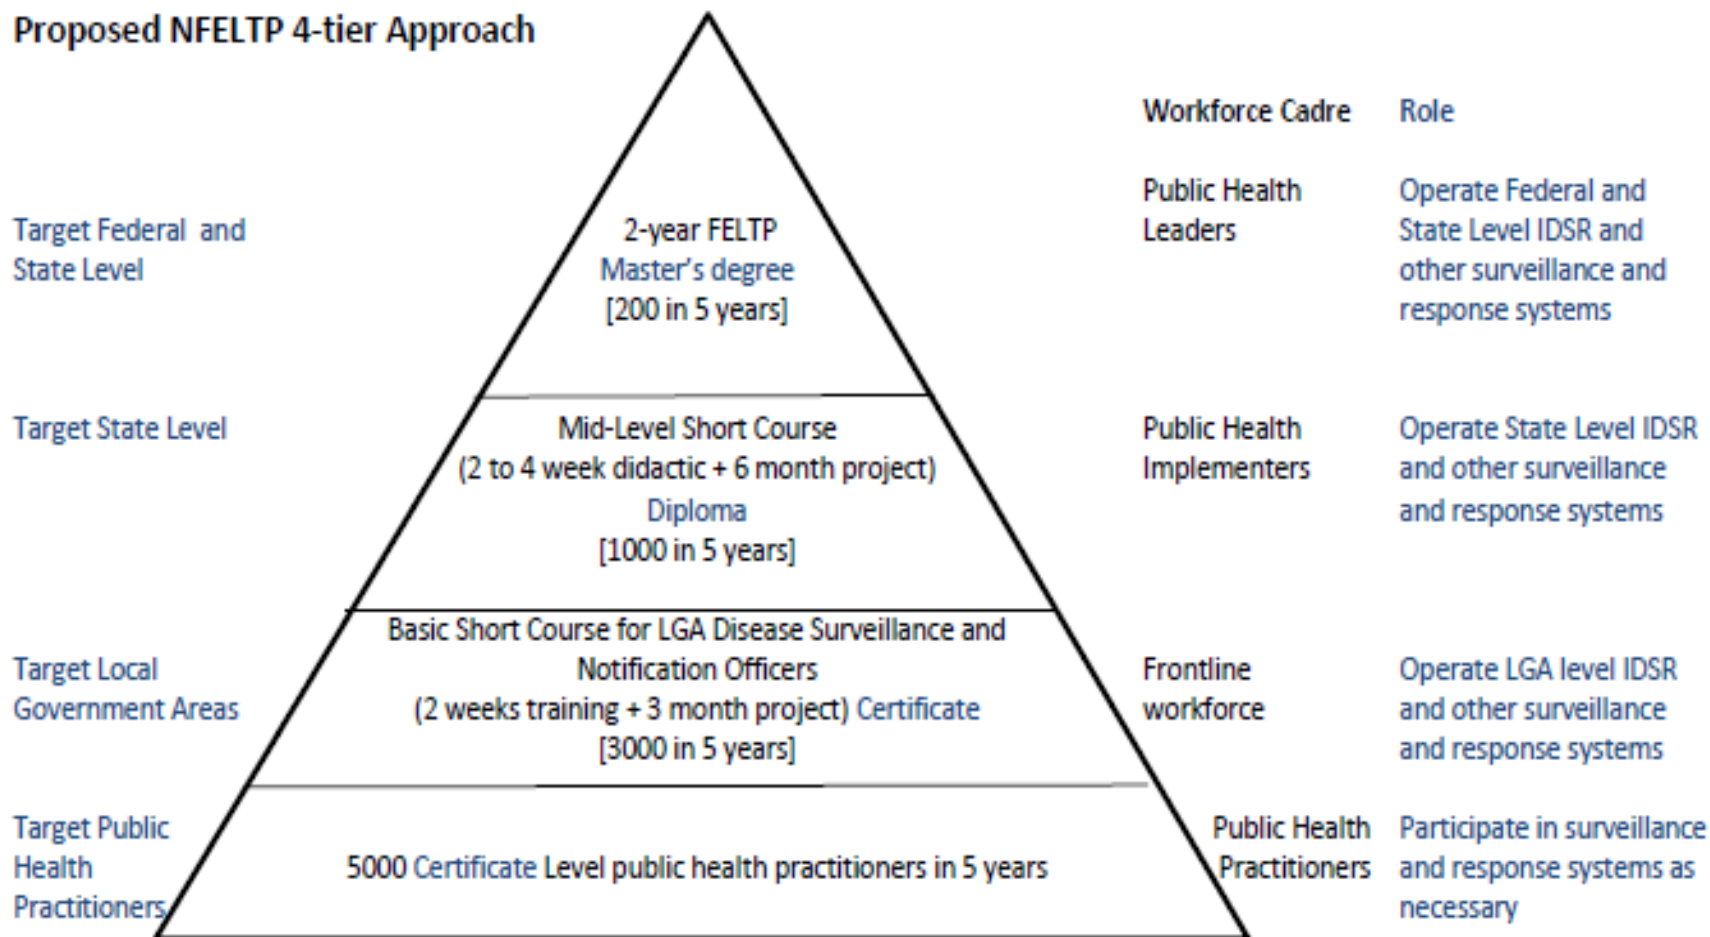 Proposed NFELTP 4-tier Approach
Workforce Cadre Role
Target Federal and
State Level
2-year FELTP
Master's degree
[200 in 5 years]
Public Health
Leaders
Operate Federal and
State Level IDSR and
other surveillance and
response systems
Target State Level
Mid-Level Short Course
(2 to 4 week didactic + 6 month project)
Diploma
[1000 in 5 years]
Public Health
Implementers
Operate State Level IDSR
and other surveillance
and response systems
Target Local
Government Areas
Basic Short Course for LGA Disease Surveillance and
Notification Officers
(2 weeks training + 3 month project) Certificate
[3000 in 5 years]
Frontline
workforce
Operate LGA level IDSR
and other surveillance
and response systems
Target Public
Health
Practitioners
5000 Certificate Level public health practitioners in 5 years
Public Health
Practitioners
Participate in surveillance
and response systems as
necessary